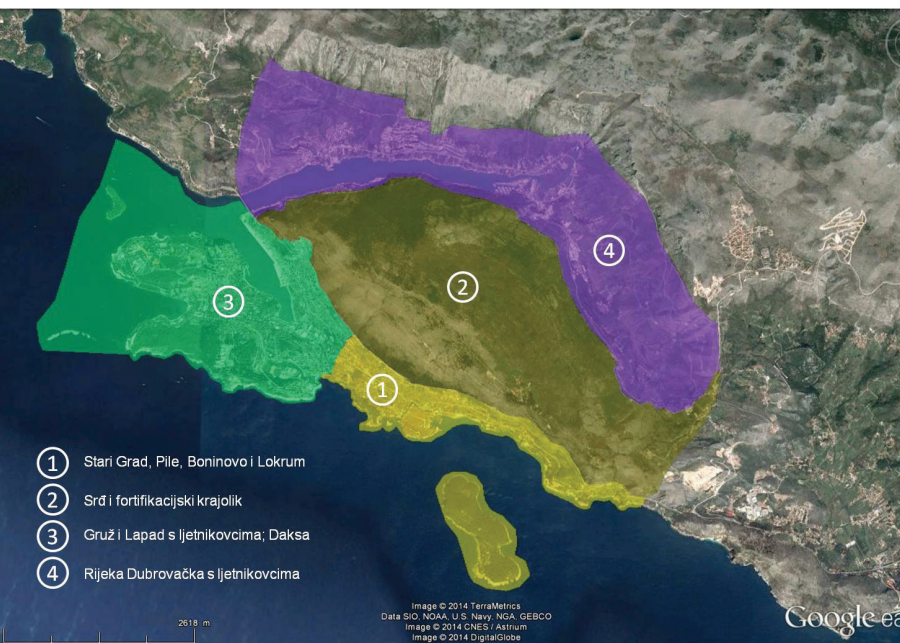 4
2
3
1
1 Stari Grad, Pile, Boninovo i Lokrum
2 Srđ i fortifikacijski krajolik
3 Gruž i Lapad s ljetnikovcima; Daksa
4 Rijeka Dubrovačka s ljetnikovcima
2618 m
Image © 2014 TerraMetrics
Data SIO, NOAA, U.S. Navy, NGA, GEBCO
Image © 2014 CNES / Astrium
Image © 2014 DigitalGlobe
Google ea